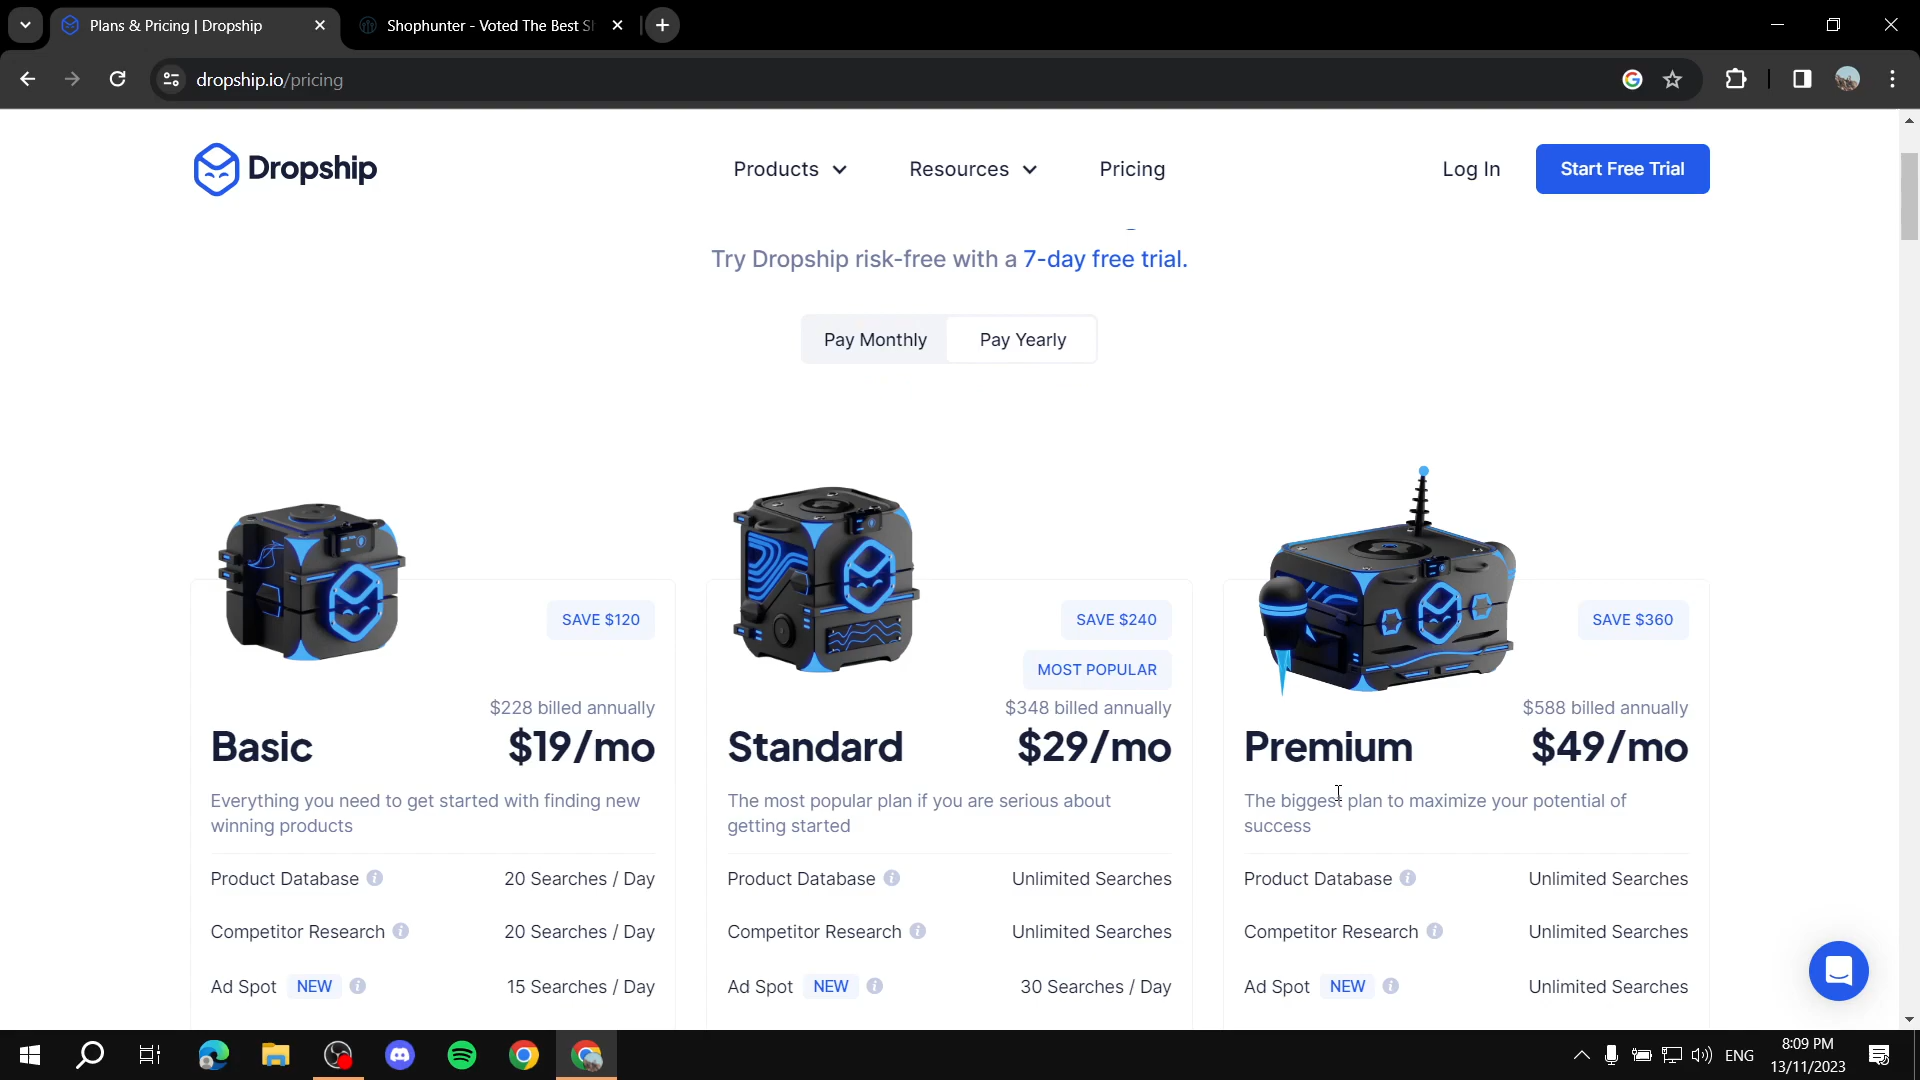 Plans & Pricing | Dropship
Shophunter - Voted The Best S
dropship.io/pricing
Dropship
Products
Resources
Pricing
Log In
Start Free Trial
Try Dropship risk-free with a 7-day free trial.
Pay Monthly
Pay Yearly
SAVE $120
$228 billed annually
Basic $19/mo
Everything you need to get started with finding new
winning products
Product Database 20 Searches / Day
Competitor Research 20 Searches / Day
Ad Spot NEW 15 Searches / Day
SAVE $240
MOST POPULAR
$348 billed annually
Standard $29/mo
The most popular plan if you are serious about
getting started
Product Database Unlimited Searches
Competitor Research Unlimited Searches
Ad Spot NEW 30 Searches / Day
SAVE $360
$588 billed annually
Premium $49/mo
The biggest plan to maximize your potential of
success
Product Database Unlimited Searches
Competitor Research Unlimited Searches
Ad Spot NEW Unlimited Searches
ENG
8:09 PM
13/11/2023